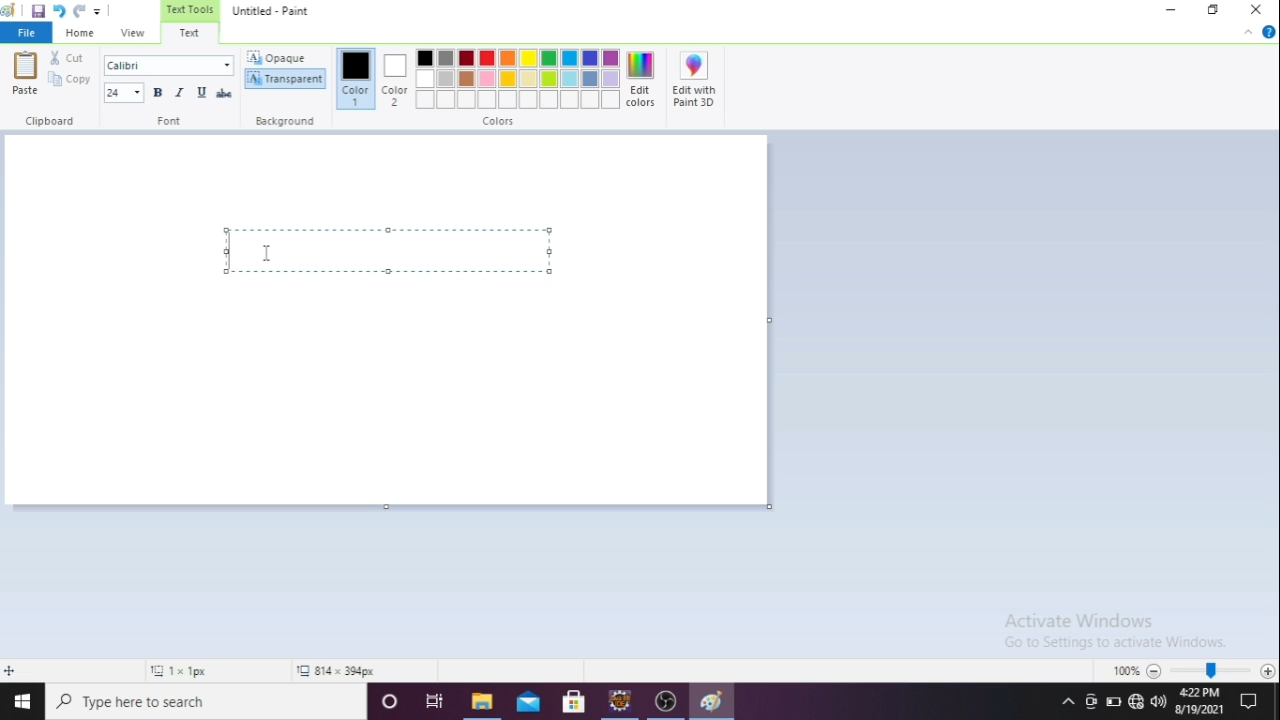 Text Tools
Untitled - Paint
File
Home
View
Text
Paste
Cut
Copy
Clipboard
Calibri
24
B I U abc
Font
A Opaque
A Transparent
Background
Color 1
Color 2
Edit colors
Colors
Edit with Paint 3D
Activate Windows
Go to Settings to activate Windows.
1 × 1px
814 × 394px
100%
Type here to search
4:22 PM
8/19/2021